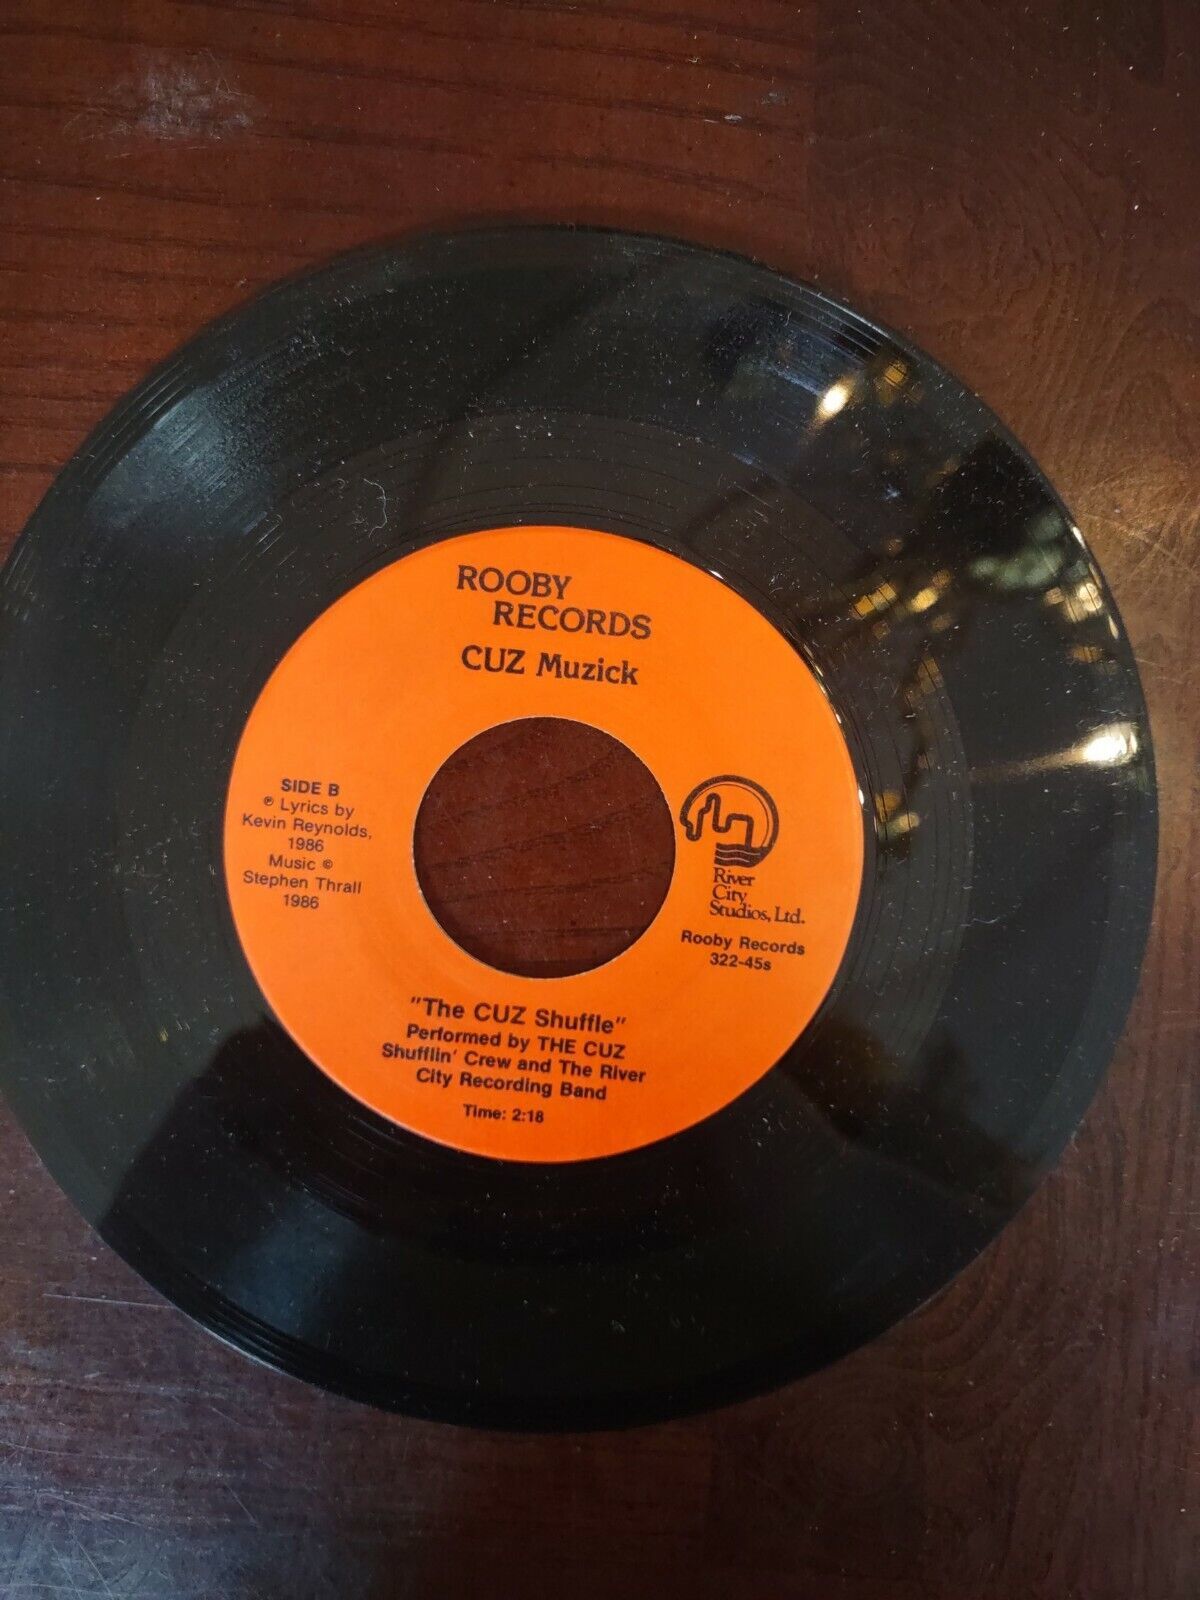 ROOBY
RECORDS
CUZ Muzick
SIDE B
℗ Lyrics by
Kevin Reynolds,
1986
Music ©
Stephen Thrall
1986
River
City
Studios, Ltd.
Rooby Records
322-45s
"The CUZ Shuffle"
Performed by THE CUZ
Shufflin' Crew and The River
City Recording Band
Time: 2:18